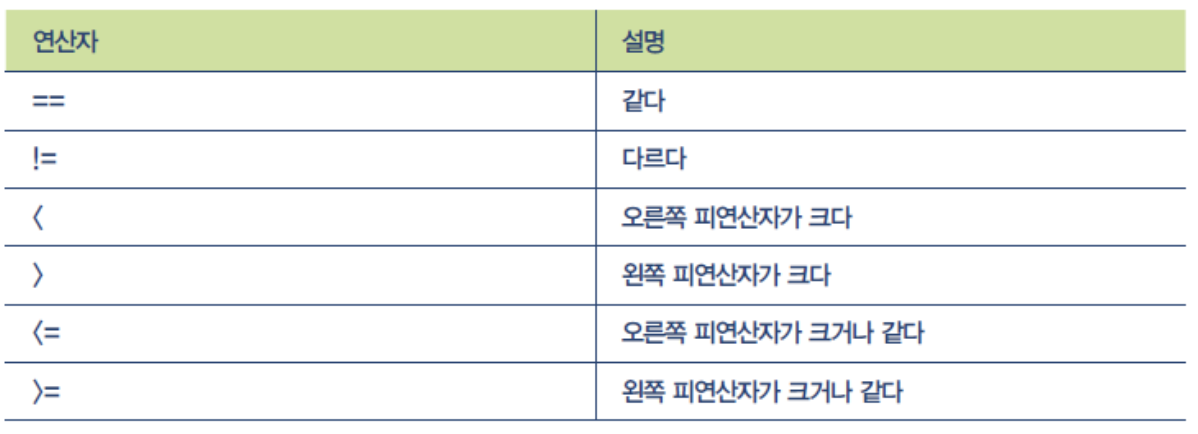 연산자 설명
== 같다
!= 다르다
〈 오른쪽 피연산자가 크다
〉 왼쪽 피연산자가 크다
〈= 오른쪽 피연산자가 크거나 같다
〉= 왼쪽 피연산자가 크거나 같다